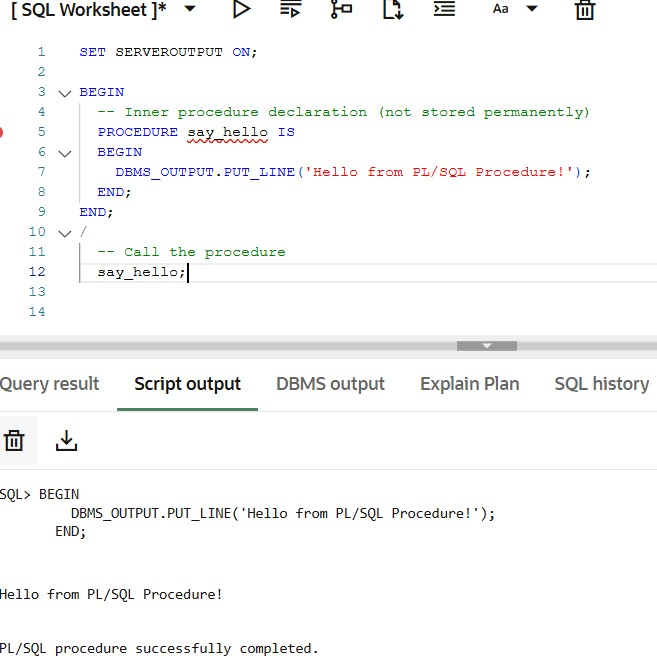 [ SQL Worksheet ]*
Aa
1 SET SERVEROUTPUT ON;
2
3 BEGIN
4 -- Inner procedure declaration (not stored permanently)
5 PROCEDURE say_hello IS
6 BEGIN
7 DBMS_OUTPUT.PUT_LINE('Hello from PL/SQL Procedure!');
8 END;
9 END;
10 /
11 -- Call the procedure
12 say_hello;
13
14
Query result Script output DBMS output Explain Plan SQL history
SQL> BEGIN
DBMS_OUTPUT.PUT_LINE('Hello from PL/SQL Procedure!');
END;
Hello from PL/SQL Procedure!
PL/SQL procedure successfully completed.